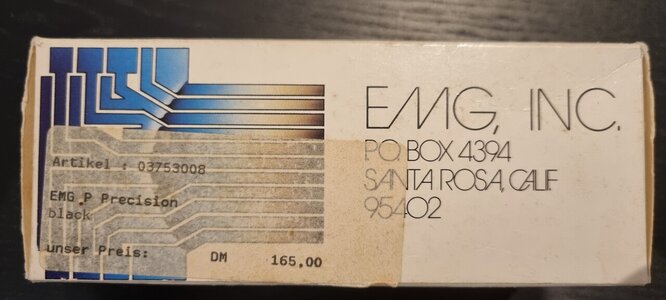 EMG, INC.
P.O. BOX 4394
SANTA ROSA, CALIF
95402
Artikel : 03753008
EMG P Precision
black
unser Preis: DM 165,00